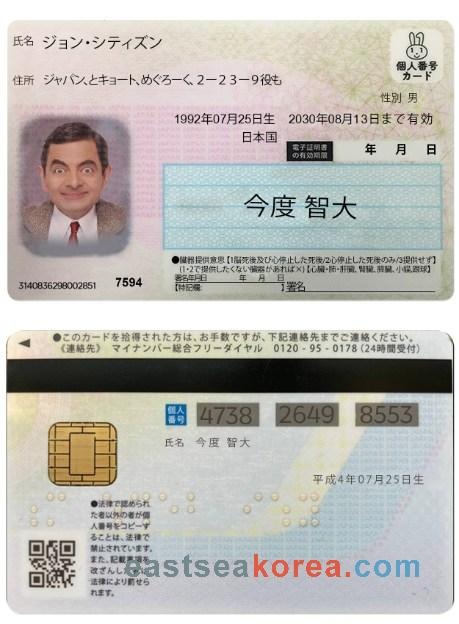 氏名 ジョン・シティズン
個人番号
カード
住所 ジャパン,とキョート,めぐろーく,2－23－9役も
性別 男
1992年07月25日生 2030年08月13日まで有効
日本国
電子証明書
の有効期限
年 月 日
今度 智大
●臓器提供意思【1脳死後及び心停止した死後/2心停止した死後のみ/3提供せず】
《1・2で提供したくない臓器があれば×》【心臓・肺・肝臓、腎臓、膵臓、小腸、眼球】
署名年月日 年 月 日
【特記欄: 】署名
3140836298002851 7594
●このカードを拾得された方は、お手数ですが、下記連絡先までご連絡ください。
《連絡先》 マイナンバー総合フリーダイヤル 0120－95－0178 (24時間受付)
個人
番号
4738 2649 8553
氏名 今度 智大
平成4年07月25日生
●法律で認められ
た者以外の者が個
人番号をコピーす
ることは、法律で
禁止されています。
また、記載事項を
改ざんした者は
法律により罰せら
れます。
eastseakorea.com